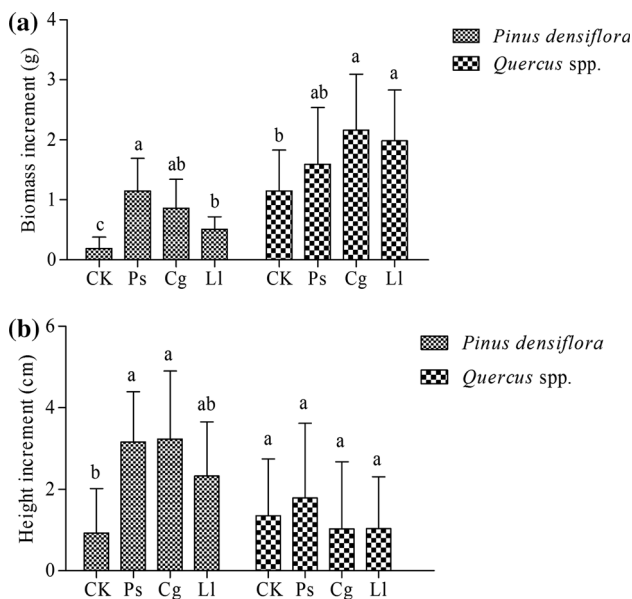 (a)
Biomass increment (g)
4
3
2
1
0
c
a
ab
b
b
ab
a
a
CK Ps Cg Ll CK Ps Cg Ll
Pinus densiflora
Quercus spp.
(b)
Height increment (cm)
6
4
2
0
b
a
a
ab
a
a
a
a
CK Ps Cg Ll CK Ps Cg Ll
Pinus densiflora
Quercus spp.